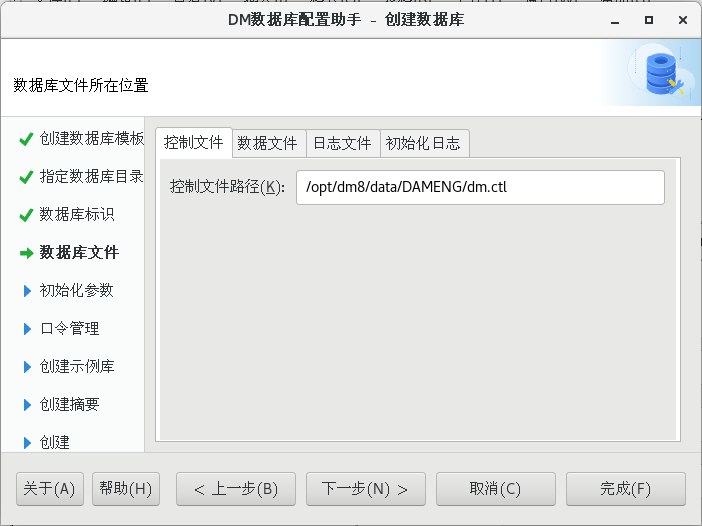 DM数据库配置助手 - 创建数据库
数据库文件所在位置
创建数据库模板
指定数据库目录
数据库标识
数据库文件
初始化参数
口令管理
创建示例库
创建摘要
创建
控制文件 数据文件 日志文件 初始化日志
控制文件路径(K): /opt/dm8/data/DAMENG/dm.ctl
关于(A) 帮助(H) < 上一步(B) 下一步(N) > 取消(C) 完成(F)